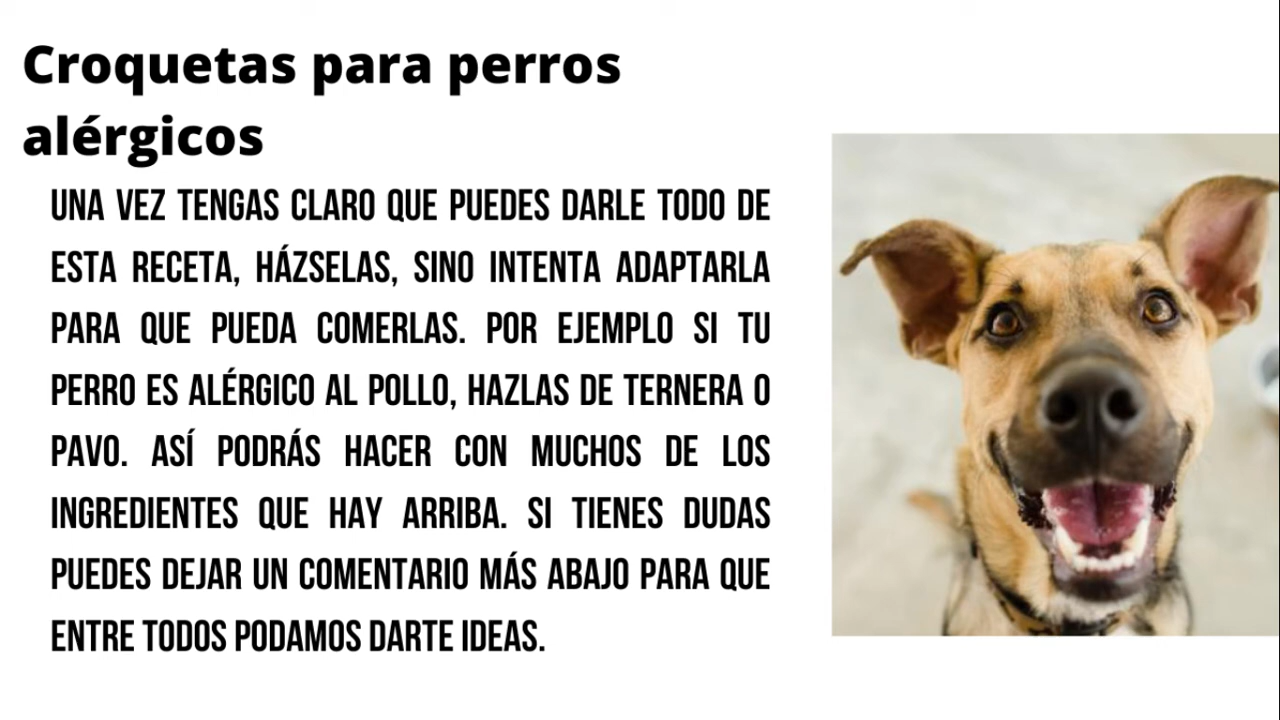 Croquetas para perros
alérgicos
UNA VEZ TENGAS CLARO QUE PUEDES DARLE TODO DE
ESTA RECETA, HÁZSELAS, SINO INTENTA ADAPTARLA
PARA QUE PUEDA COMERLAS. POR EJEMPLO SI TU
PERRO ES ALÉRGICO AL POLLO, HAZLAS DE TERNERA O
PAVO. ASÍ PODRÁS HACER CON MUCHOS DE LOS
INGREDIENTES QUE HAY ARRIBA. SI TIENES DUDAS
PUEDES DEJAR UN COMENTARIO MÁS ABAJO PARA QUE
ENTRE TODOS PODAMOS DARTE IDEAS.